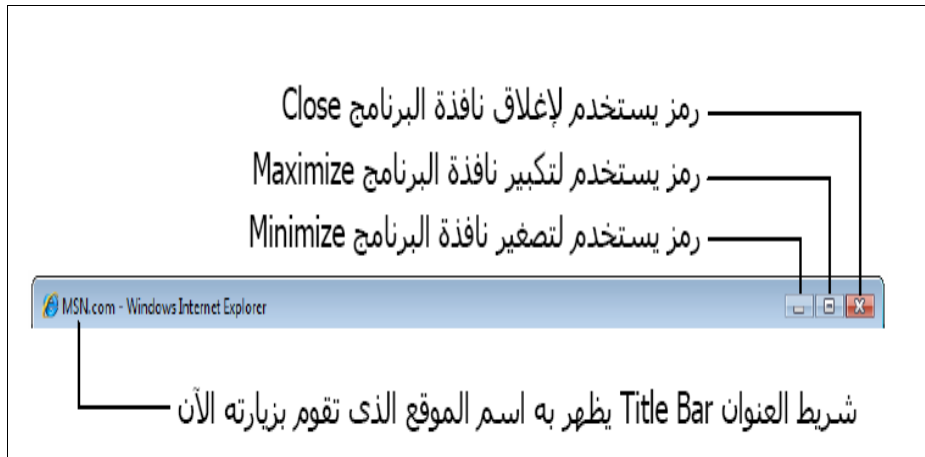 رمز يستخدم لإغلاق نافذة البرنامج Close
رمز يستخدم لتكبير نافذة البرنامج Maximize
رمز يستخدم لتصغير نافذة البرنامج Minimize
MSN.com - Windows Internet Explorer
شريط العنوان Title Bar يظهر به اسم الموقع الذى تقوم بزيارته الآن